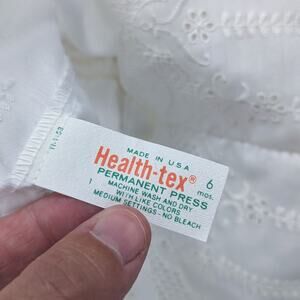 MADE IN U S A
Health-tex®
6 mos.
PERMANENT PRESS
MACHINE WASH AND DRY
WITH LIKE COLORS
MEDIUM SETTINGS - NO BLEACH
1